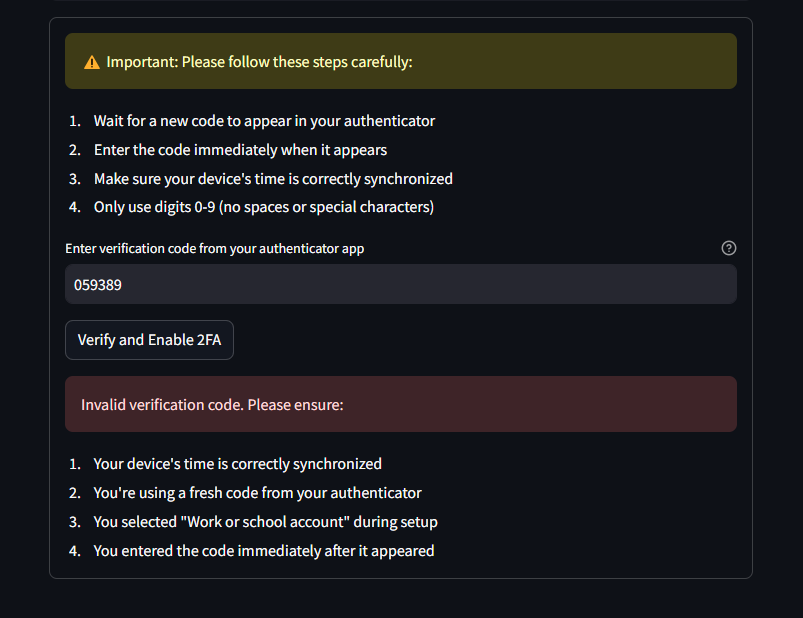 ⚠️ Important: Please follow these steps carefully:
1. Wait for a new code to appear in your authenticator
2. Enter the code immediately when it appears
3. Make sure your device's time is correctly synchronized
4. Only use digits 0-9 (no spaces or special characters)
Enter verification code from your authenticator app
059389
Verify and Enable 2FA
Invalid verification code. Please ensure:
1. Your device's time is correctly synchronized
2. You're using a fresh code from your authenticator
3. You selected "Work or school account" during setup
4. You entered the code immediately after it appeared